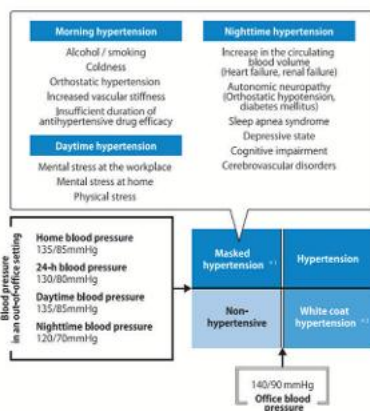 Morning hypertension
Alcohol / smoking
Coldness
Orthostatic hypertension
Increased vascular stiffness
Insufficient duration of
antihypertensive drug efficacy
Daytime hypertension
Mental stress at the workplace
Mental stress at home
Physical stress
Nighttime hypertension
Increase in the circulating
blood volume
(Heart failure, renal failure)
Autonomic neuropathy
(Orthostatic hypotension,
diabetes mellitus)
Sleep apnea syndrome
Depressive state
Cognitive impairment
Cerebrovascular disorders
Blood pressure
in an out-of-office setting
Home blood pressure
135/85mmHg
24-h blood pressure
130/80mmHg
Daytime blood pressure
135/85mmHg
Nighttime blood pressure
120/70mmHg
Masked
hypertension
Hypertension
Non-
hypertensive
White coat
hypertension
140/90 mmHg
Office blood
pressure